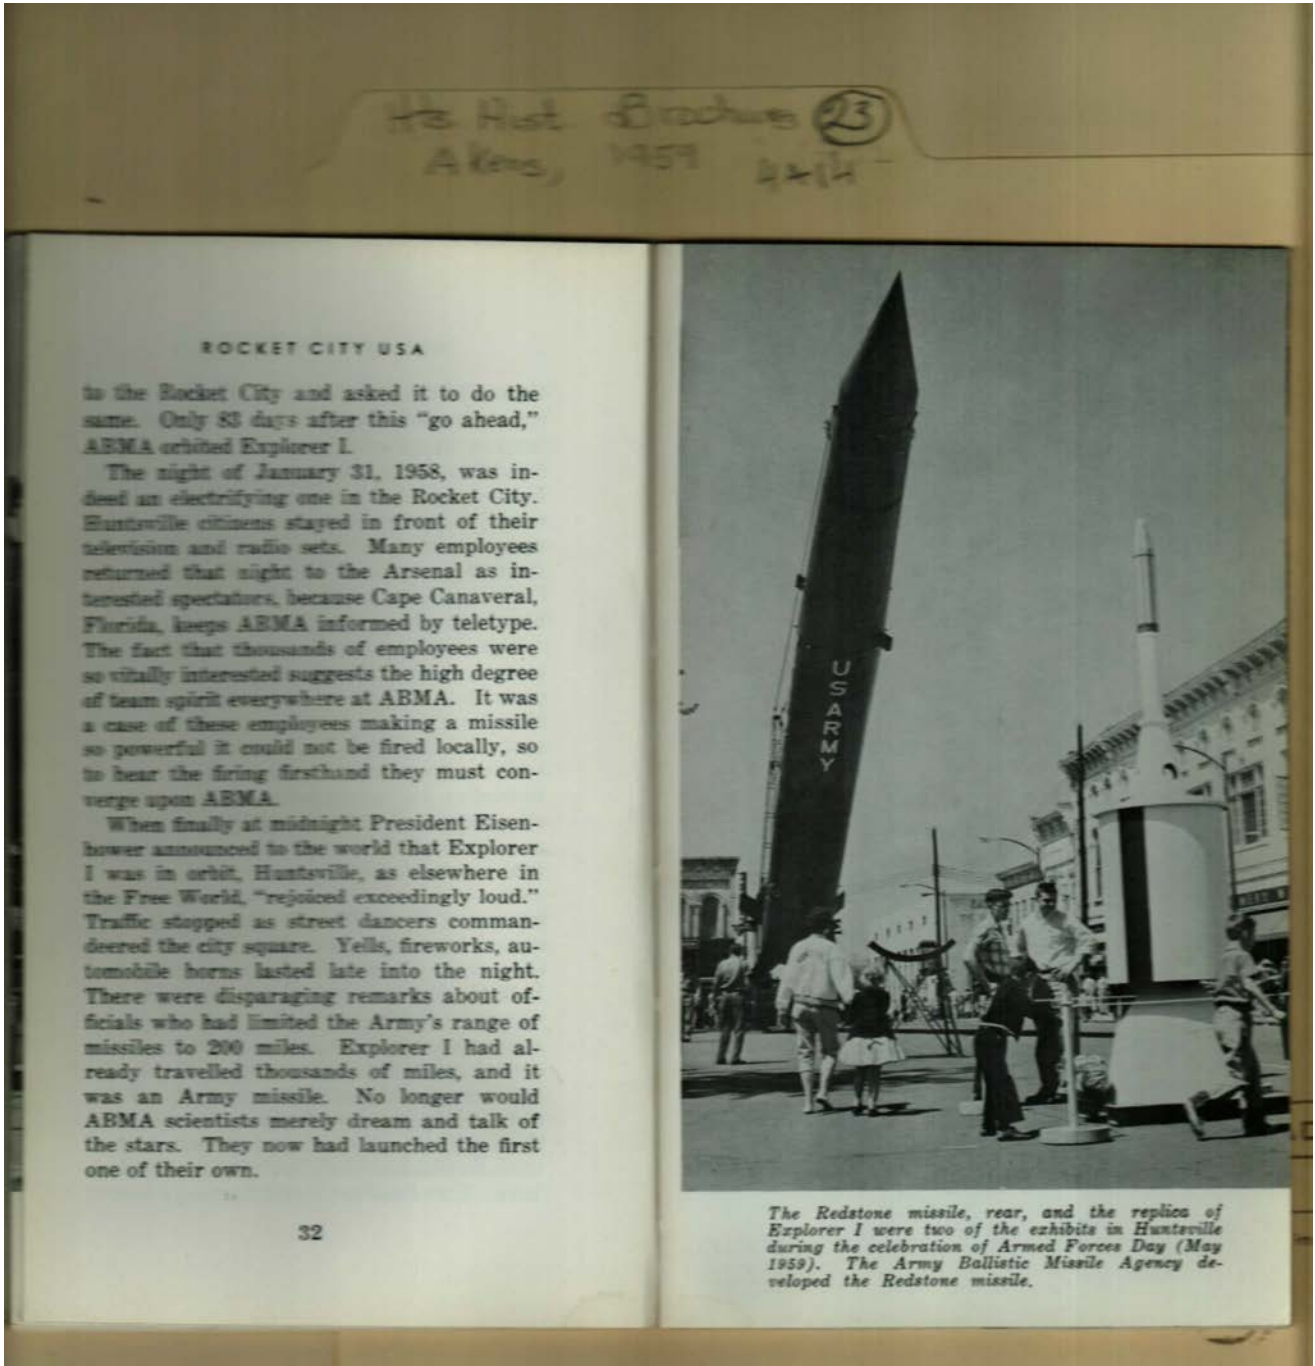 Hist Brochure 23
Akens, 1959
ROCKET CITY USA
to the Rocket City and asked it to do the
same. Only 83 days after this "go ahead,"
ABMA orbited Explorer I.
The night of January 31, 1958, was in-
deed an electrifying one in the Rocket City.
Huntsville citizens stayed in front of their
television and radio sets. Many employees
returned that night to the Arsenal as in-
terested spectators, because Cape Canaveral,
Florida, keeps ABMA informed by teletype.
The fact that thousands of employees were
so vitally interested suggests the high degree
of team spirit everywhere at ABMA. It was
a case of these employees making a missile
so powerful it could not be fired locally, so
to hear the firing firsthand they must con-
verge upon ABMA.
When finally at midnight President Eisen-
hower announced to the world that Explorer
I was in orbit, Huntsville, as elsewhere in
the Free World, "rejoiced exceedingly loud."
Traffic stopped as street dancers comman-
deered the city square. Yells, fireworks, au-
tomobile horns lasted late into the night.
There were disparaging remarks about of-
ficials who had limited the Army's range of
missiles to 200 miles. Explorer I had al-
ready travelled thousands of miles, and it
was an Army missile. No longer would
ABMA scientists merely dream and talk of
the stars. They now had launched the first
one of their own.
32
US ARMY
The Redstone missile, rear, and the replica of
Explorer I were two of the exhibits in Huntsville
during the celebration of Armed Forces Day (May
1959). The Army Ballistic Missile Agency de-
veloped the Redstone missile.